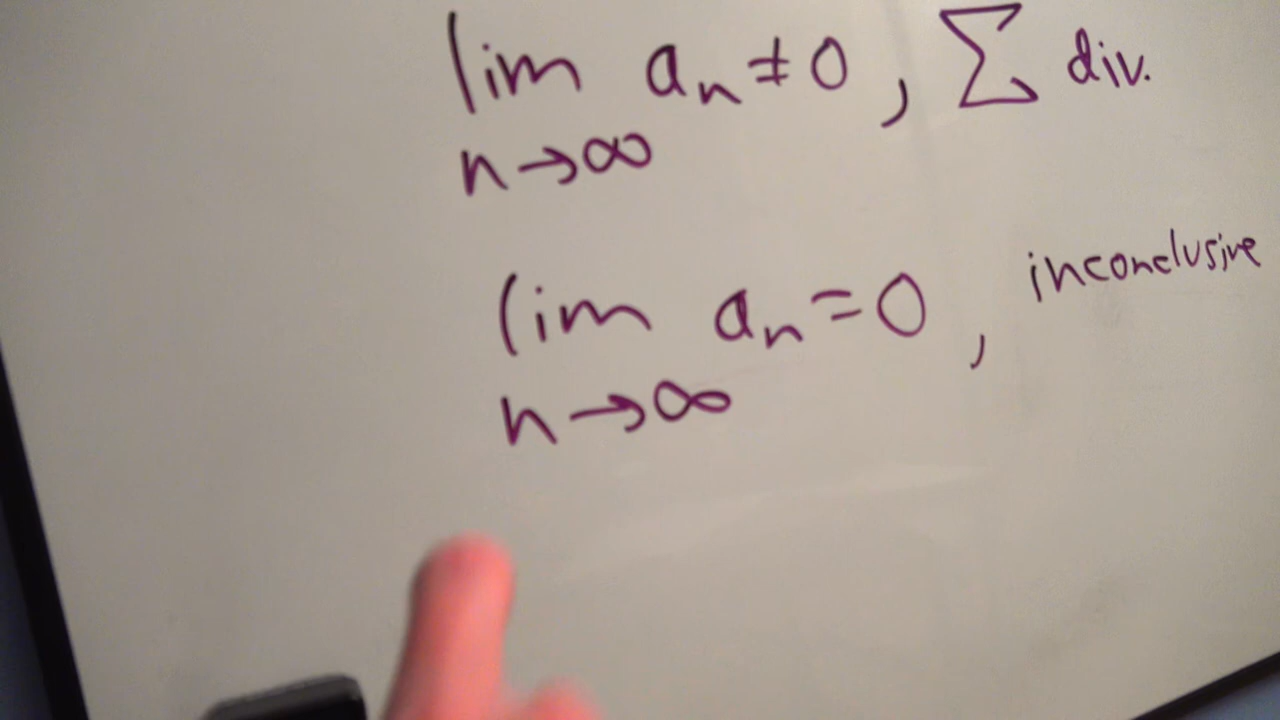 lim aₙ ≠ 0 , ∑ div.
n → ∞
lim aₙ = 0 , inconclusive
n → ∞